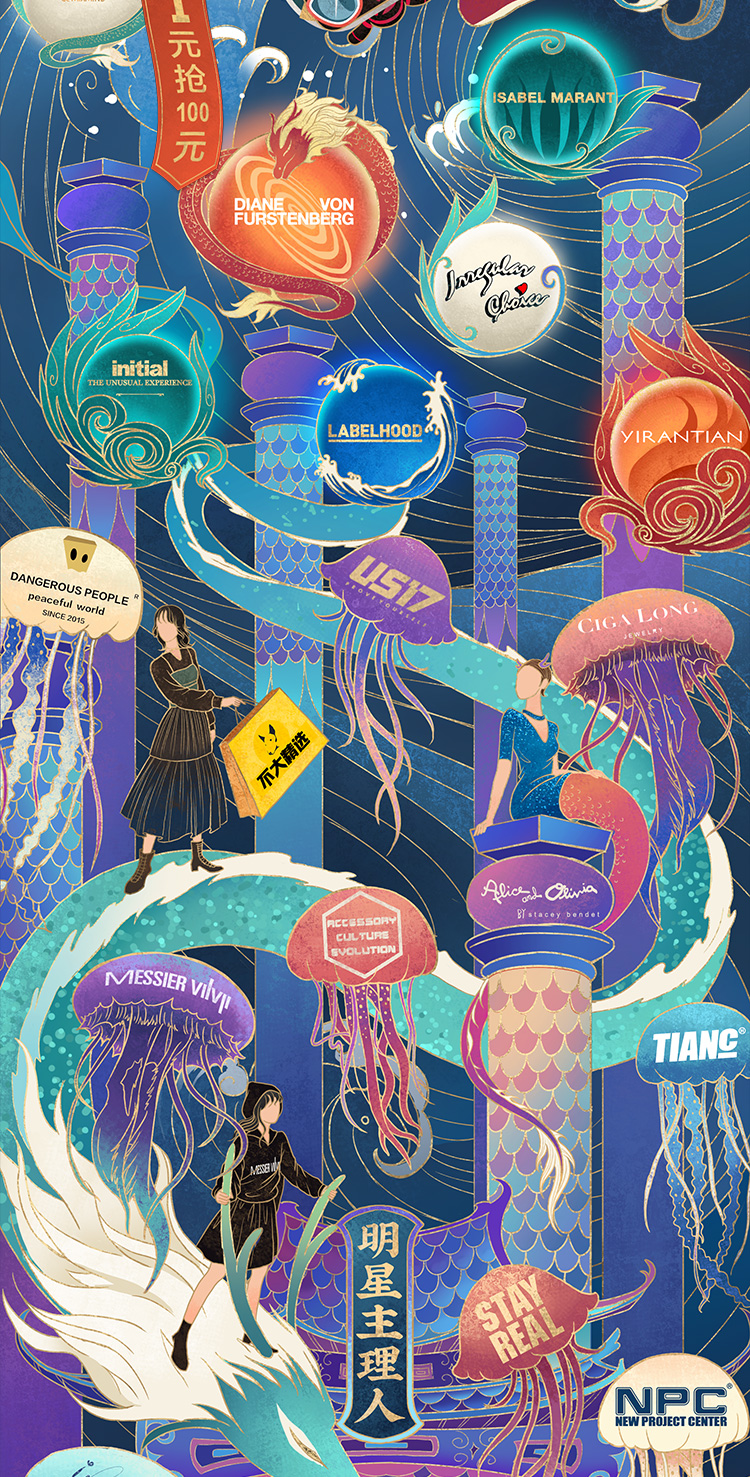 1
元
抢
100
元
ISABEL MARANT
DIANE VON
FURSTENBERG
Irregular
Choice
initial
THE UNUSUAL EXPERIENCE
LABELHOOD
YIRANTIAN
DANGEROUS PEOPLE
R
peaceful world
SINCE 2015
US17
CIGA LONG
JEWELRY
不大精选
Alice and Olivia
BY stacey bendet
ACCESSORY
CULTURE
EVOLUTION
MESSIER
TIANC®
MESSIER
明星主理人
STAY
REAL
NPC®
NEW PROJECT CENTER